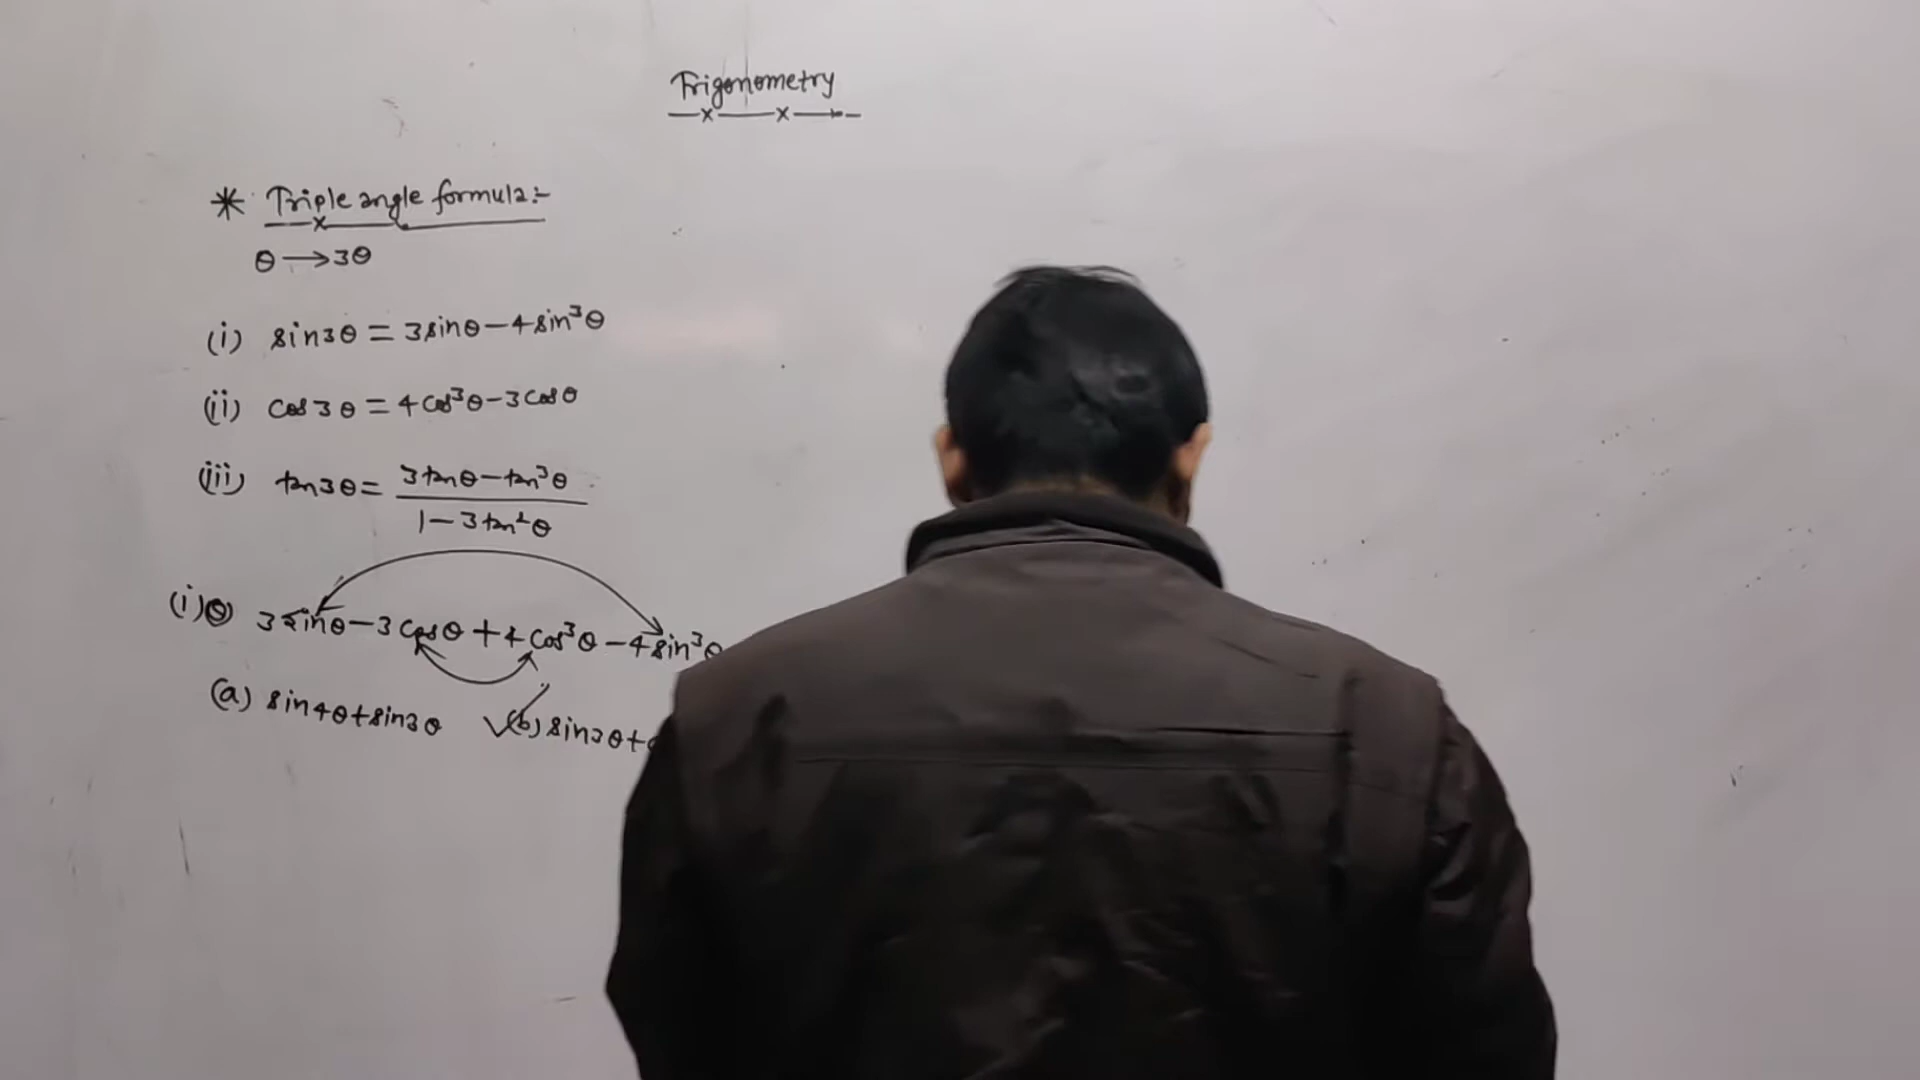 Trigonometry
* Triple angle formula:-
θ → 3θ
(i) sin3θ = 3sinθ - 4sin³θ
(ii) cos3θ = 4cos³θ - 3cosθ
(iii) tan3θ = (3tanθ - tan³θ) / (1 - 3tan²θ)
(i) 3sinθ - 3cosθ + 4cos³θ - 4sin³θ
(a) sin4θ + sin3θ (b) sin3θ +